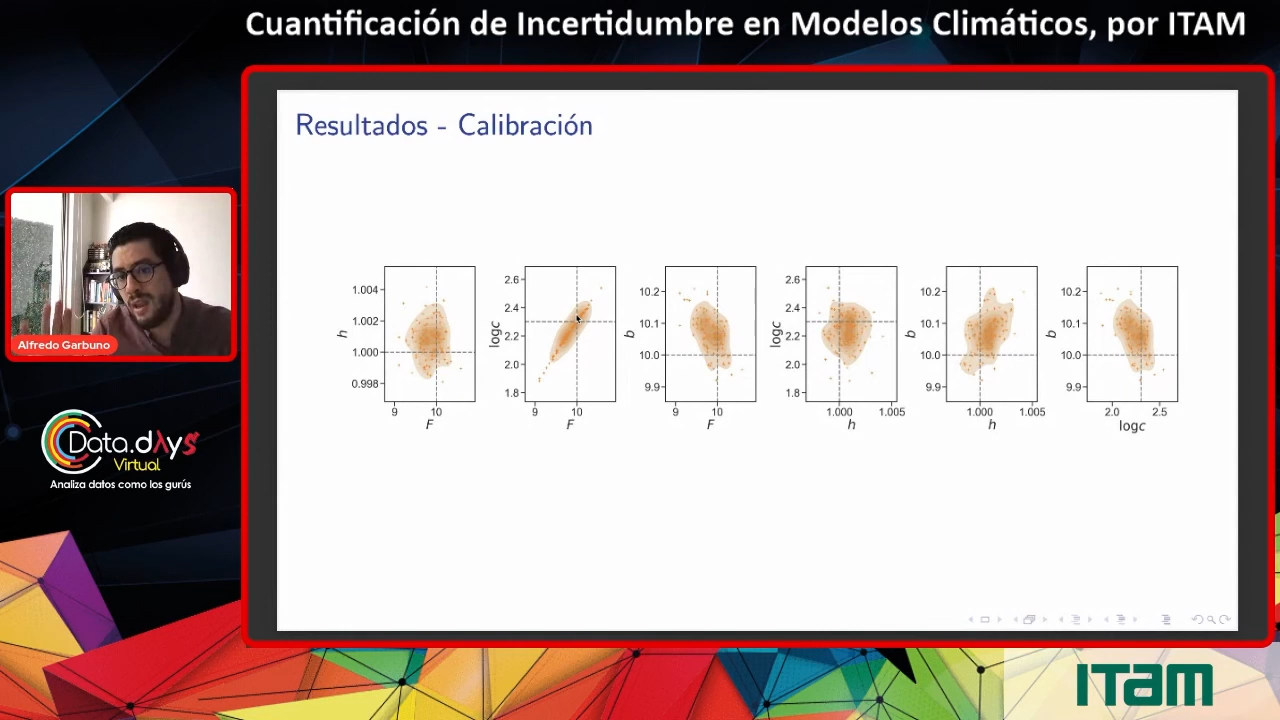 Cuantificación de Incertidumbre en Modelos Climáticos, por ITAM
Resultados - Calibración
1.004
1.002
1.000
0.998
h
9 10
F
2.6
2.4
2.2
2.0
1.8
logc
9 10
F
10.2
10.1
10.0
9.9
b
9 10
F
2.6
2.4
2.2
2.0
1.8
logc
1.000 1.005
h
10.2
10.1
10.0
9.9
b
1.000 1.005
h
10.2
10.1
10.0
9.9
b
2.0 2.5
logc
Alfredo Garbuno
Data.dλys
Virtual
Analiza datos como los gurús
ITAM